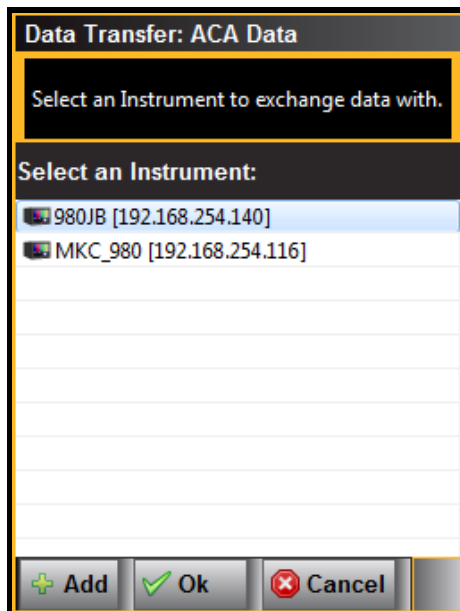 Data Transfer: ACA Data
Select an Instrument to exchange data with.
Select an Instrument:
980JB [192.168.254.140]
MKC_980 [192.168.254.116]
Add Ok Cancel